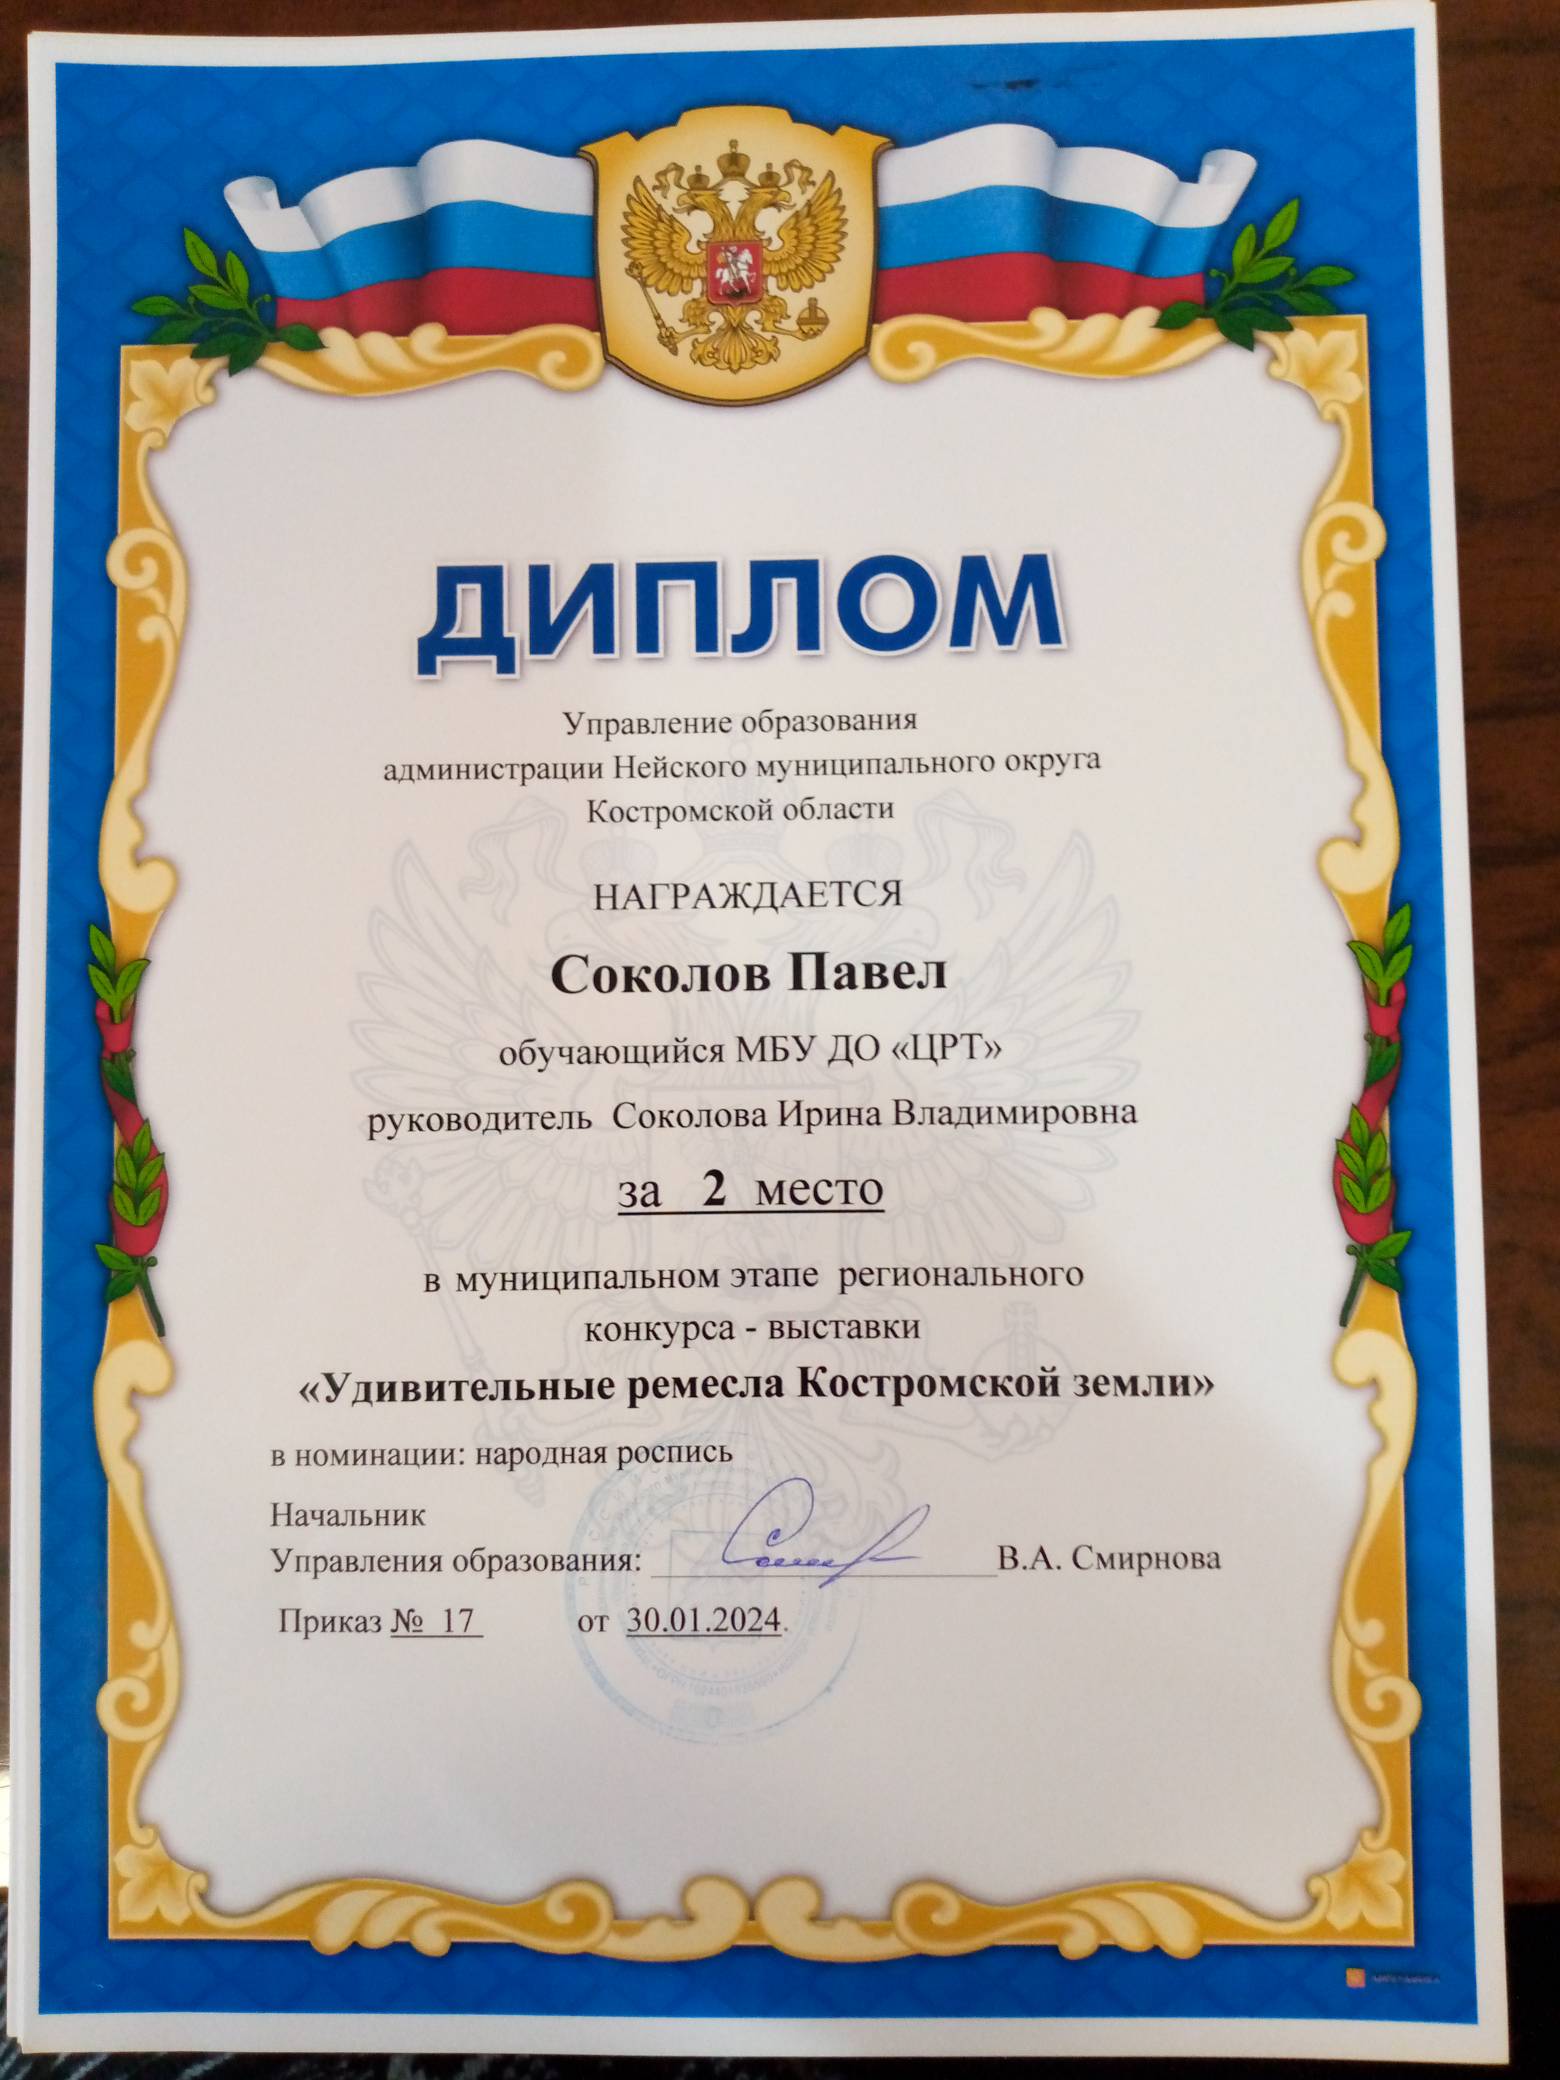 ДИПЛОМ
Управление образования
администрации Нейского муниципального округа
Костромской области
НАГРАЖДАЕТСЯ
Соколов Павел
обучающийся МБУ ДО «ЦРТ»
руководитель Соколова Ирина Владимировна
за 2 место
в муниципальном этапе регионального
конкурса - выставки
«Удивительные ремесла Костромской земли»
в номинации: народная роспись
Начальник
Управления образования: В.А. Смирнова
Приказ № 17 от 30.01.2024.